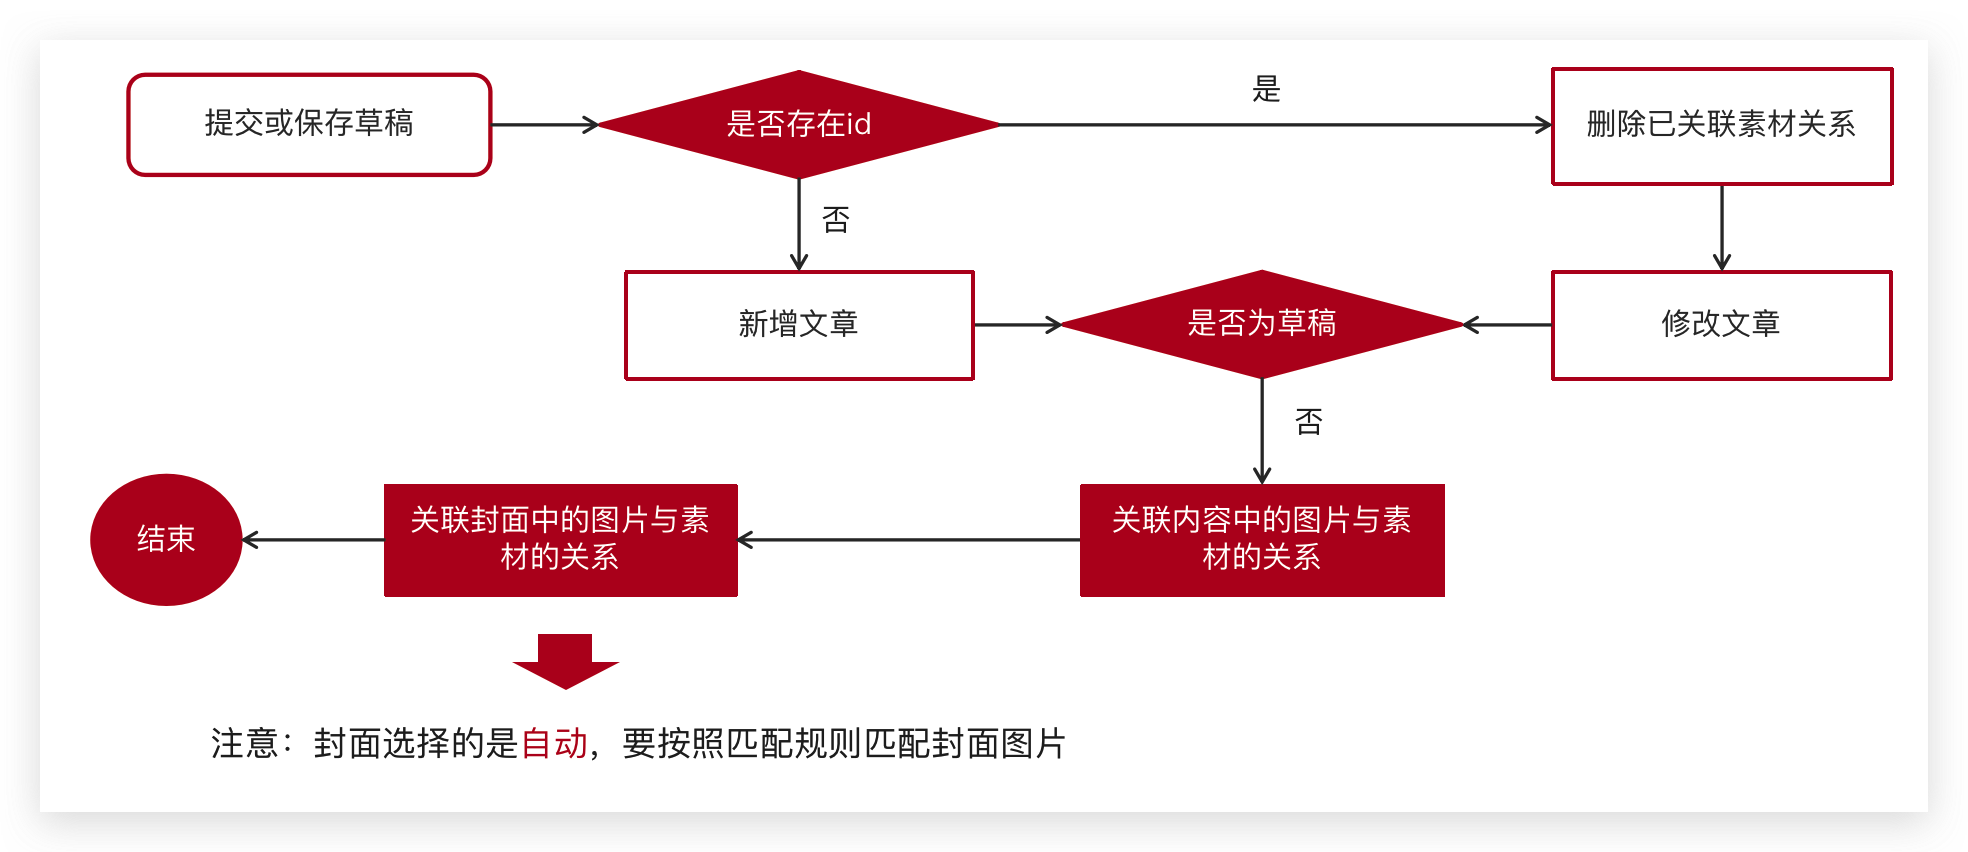 提交或保存草稿
是否存在id
是
删除已关联素材关系
否
新增文章
是否为草稿
修改文章
否
结束
关联封面中的图片与素
材的关系
关联内容中的图片与素
材的关系
注意：封面选择的是自动，要按照匹配规则匹配封面图片